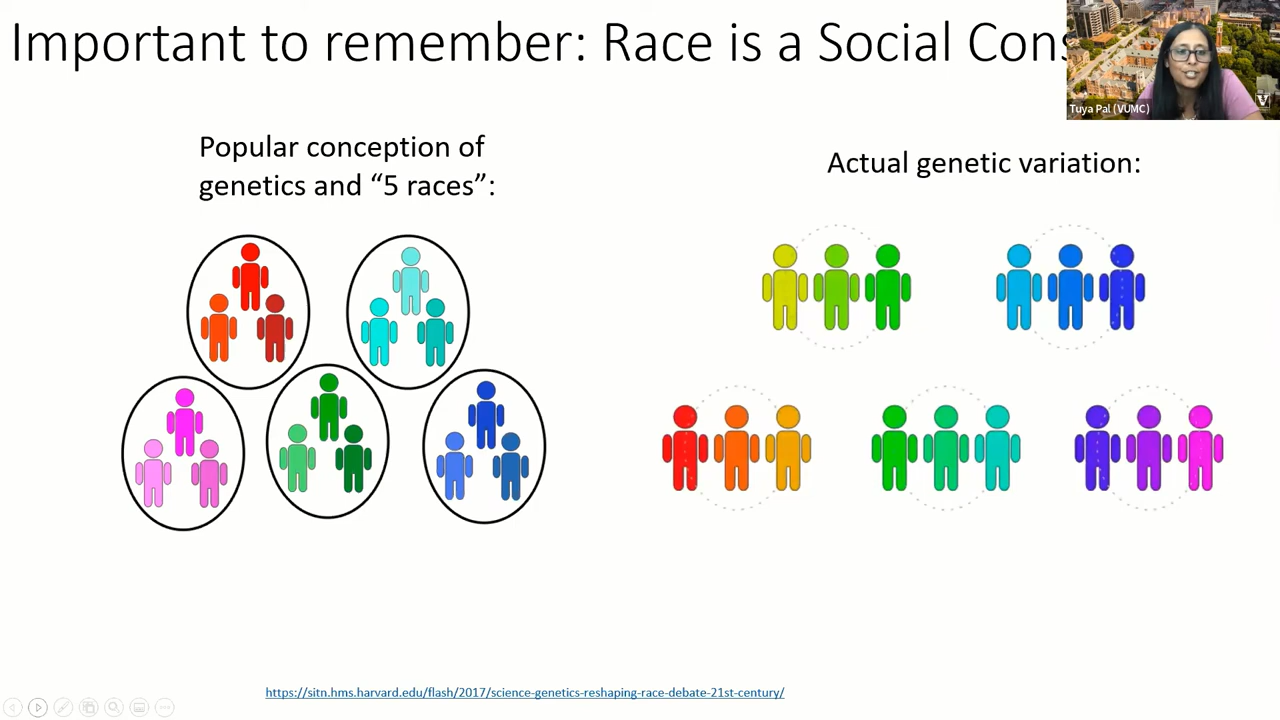 Important to remember: Race is a Social Cons
Tuya Pal (VUMC)
Popular conception of
genetics and “5 races”:
Actual genetic variation:
https://sitn.hms.harvard.edu/flash/2017/science-genetics-reshaping-race-debate-21st-century/